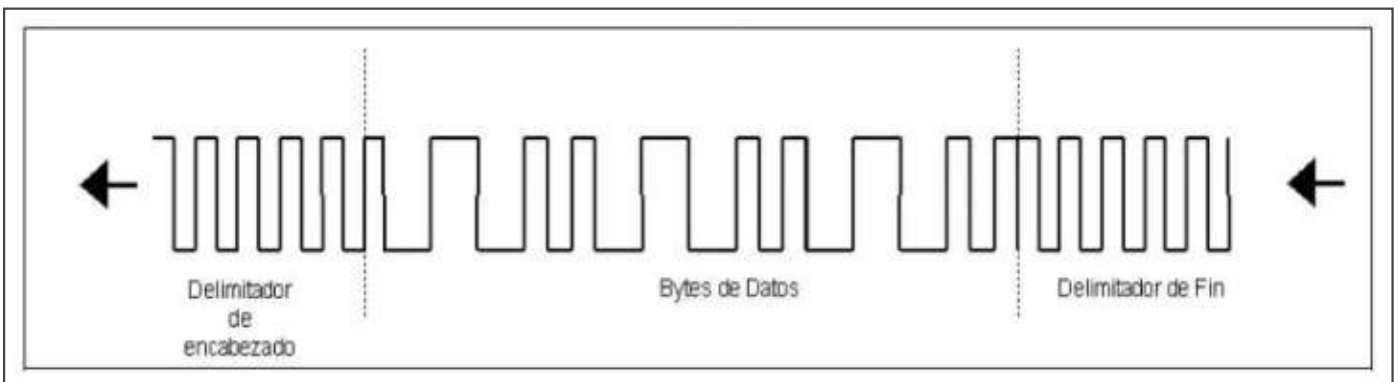 Delimitador
de
encabezado
Bytes de Datos
Delimitador de Fin